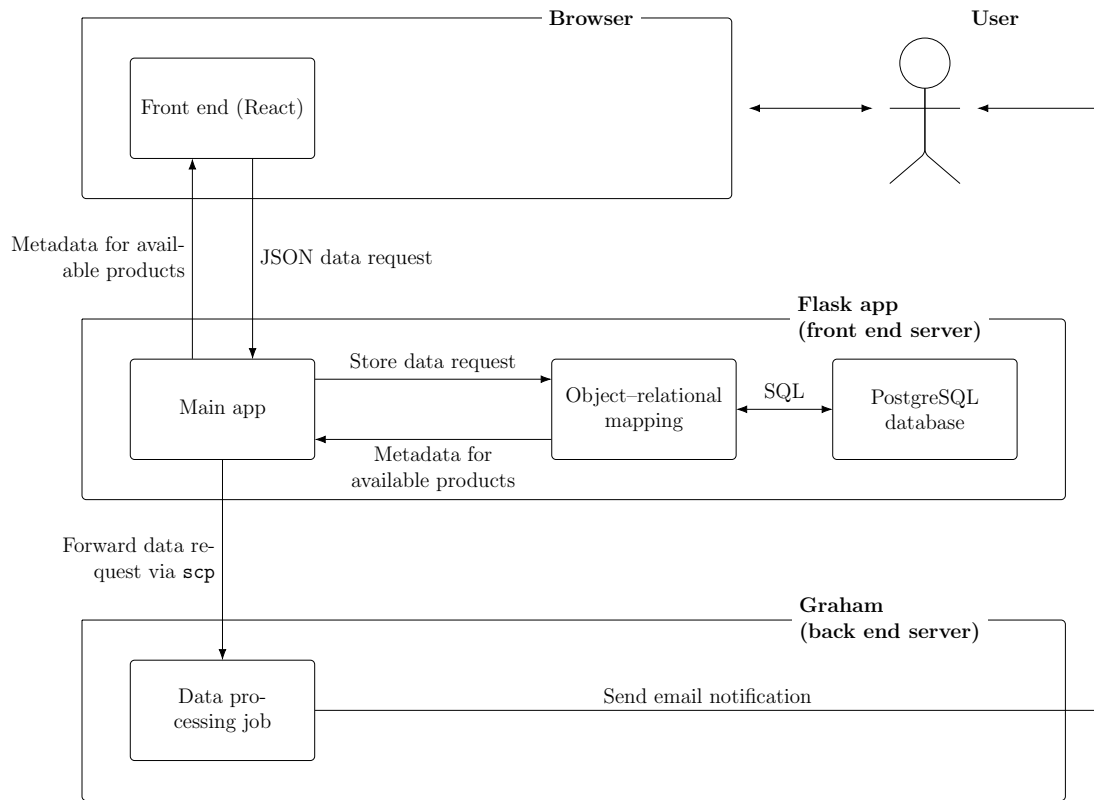 Browser
User
Front end (React)
Metadata for avail-
able products
JSON data request
Flask app
(front end server)
Main app
Store data request
Metadata for
available products
Object–relational
mapping
SQL
PostgreSQL
database
Forward data re-
quest via scp
Graham
(back end server)
Data pro-
cessing job
Send email notification